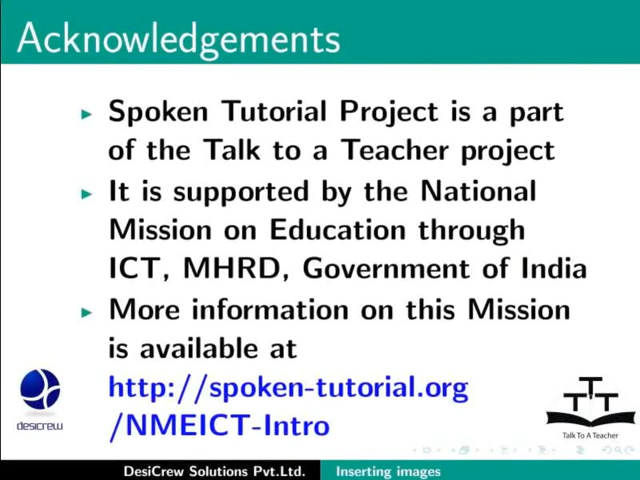 Acknowledgements
Spoken Tutorial Project is a part
of the Talk to a Teacher project
It is supported by the National
Mission on Education through
ICT, MHRD, Government of India
More information on this Mission
is available at
http://spoken-tutorial.org
/NMEICT-Intro
desicrew
TTT
Talk To A Teacher
DesiCrew Solutions Pvt.Ltd.
Inserting images